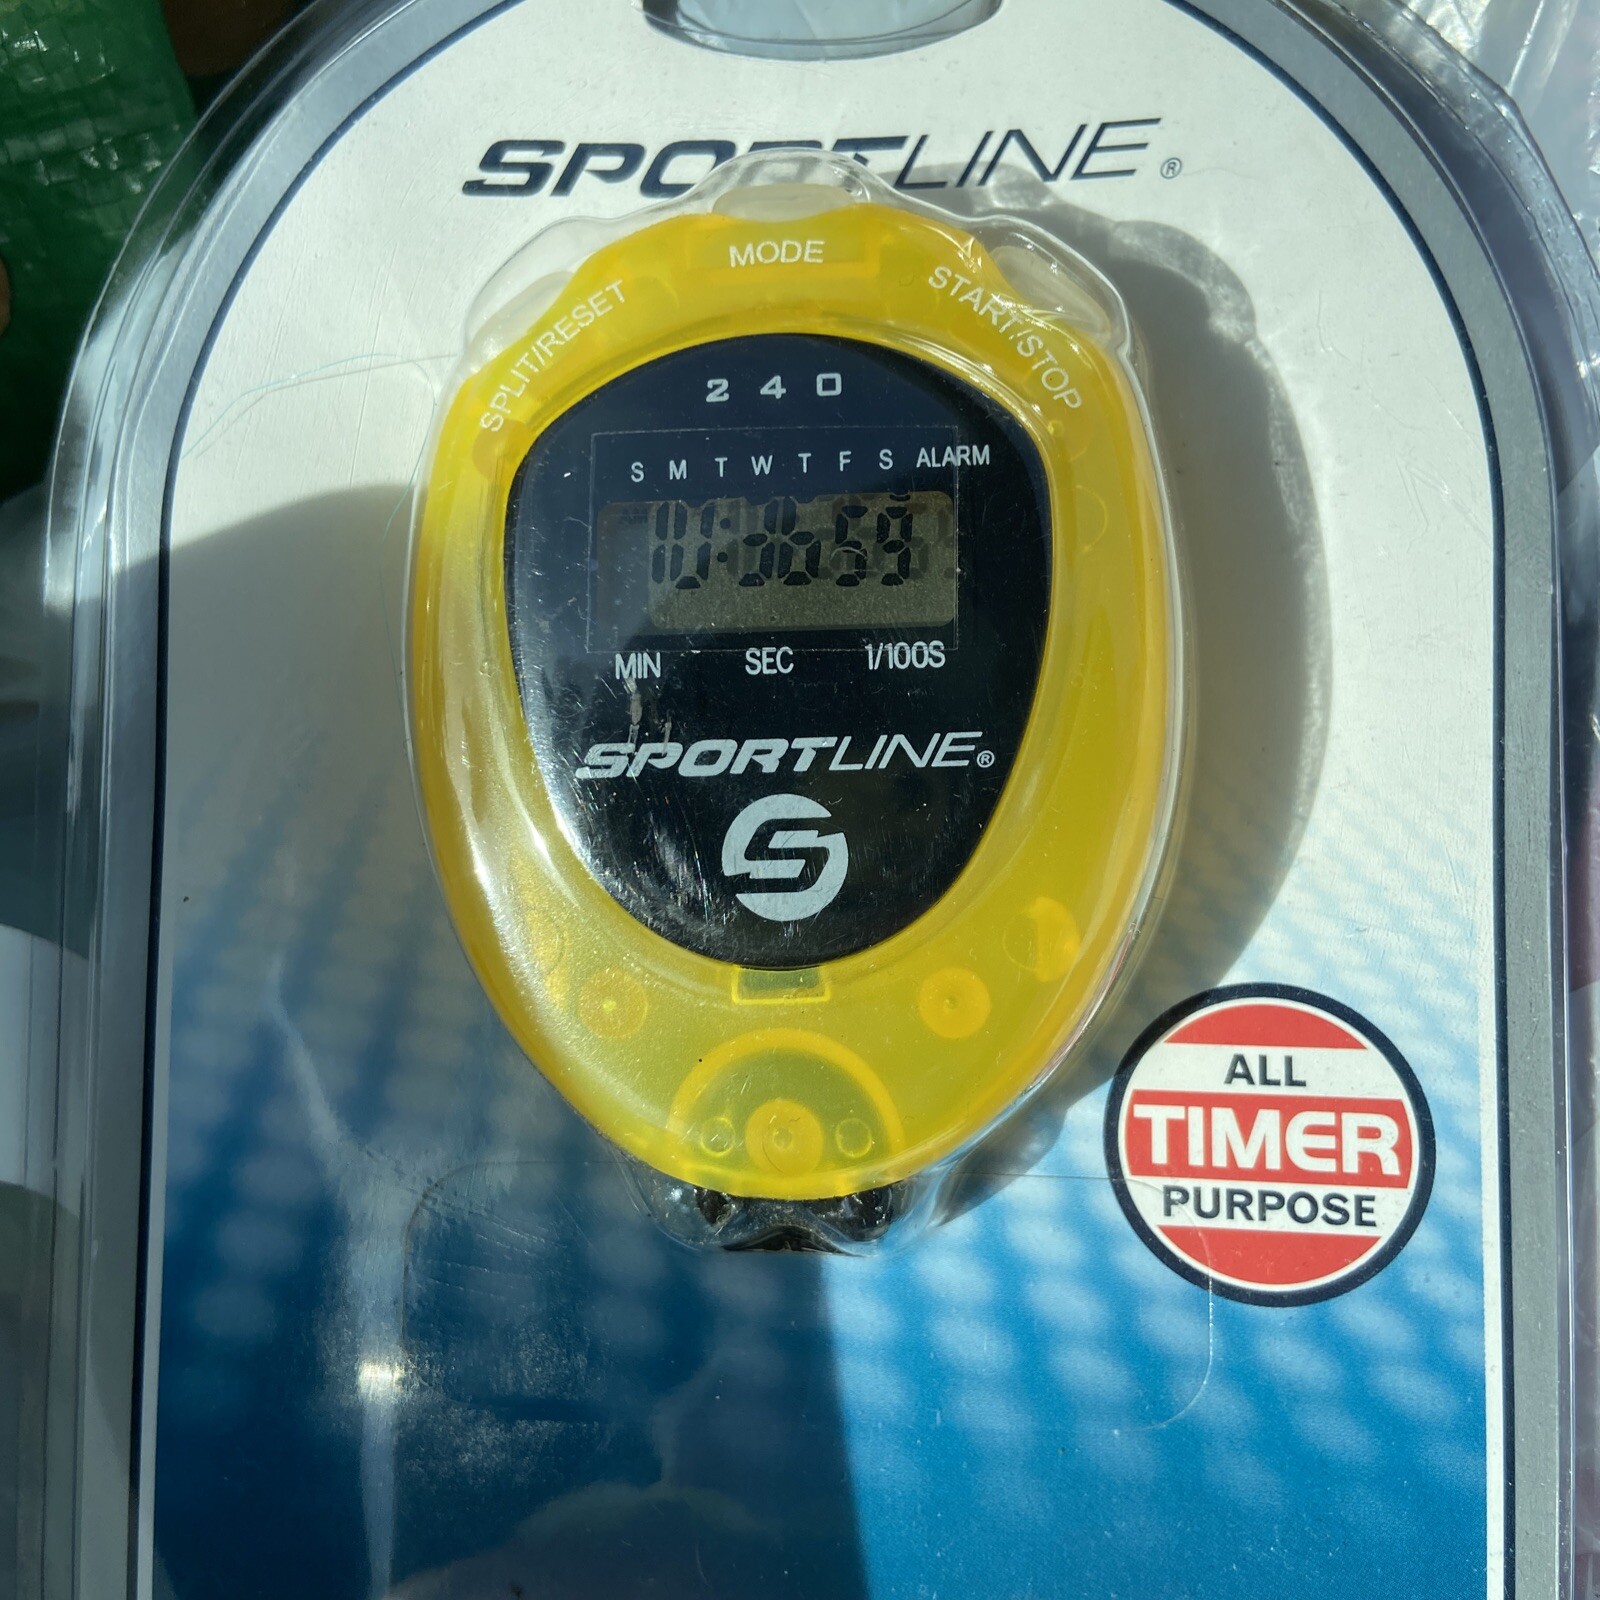 SPORTLINE®
MODE
SPLIT/RESET
START/STOP
240
S M T W T F S ALARM
MIN SEC 1/100S
SPORTLINE®
ALL
TIMER
PURPOSE